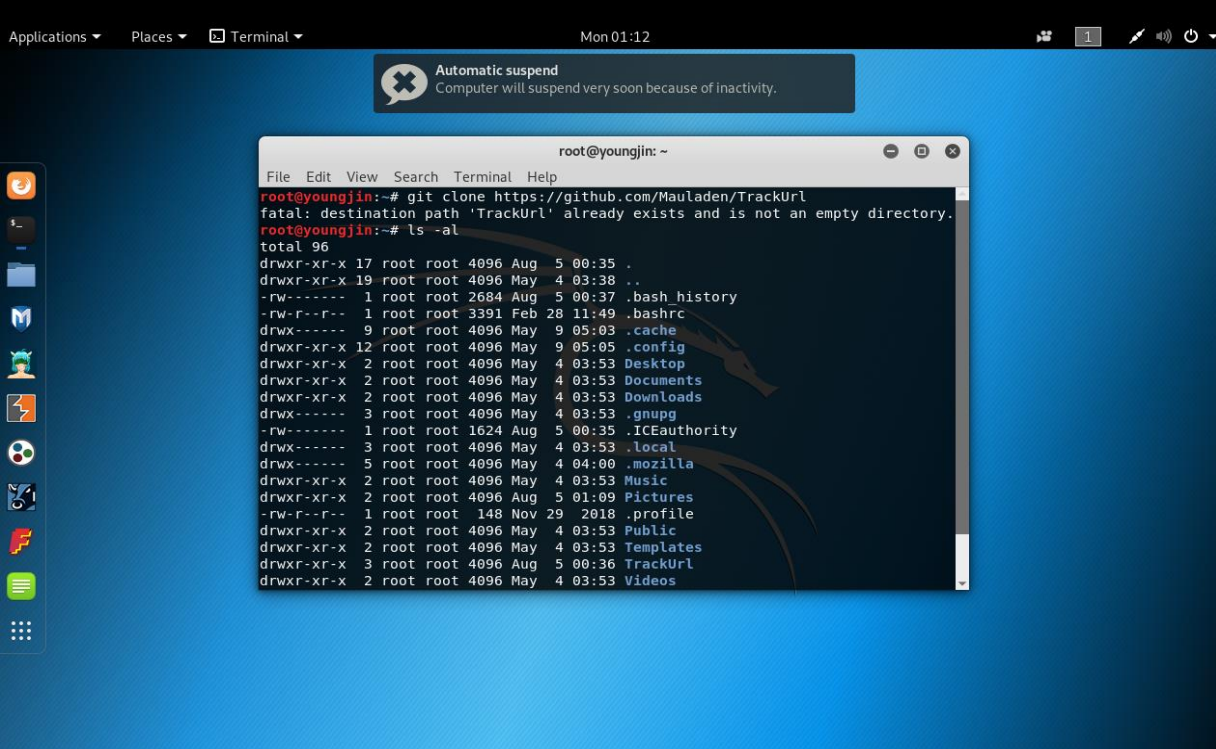 Applications Places Terminal Mon 01:12 1
Automatic suspend
Computer will suspend very soon because of inactivity.
root@youngjin: ~
File Edit View Search Terminal Help
root@youngjin:~# git clone https://github.com/Mauladen/TrackUrl
fatal: destination path 'TrackUrl' already exists and is not an empty directory.
root@youngjin:~# ls -al
total 96
drwxr-xr-x 17 root root 4096 Aug  5 00:35 .
drwxr-xr-x 19 root root 4096 May  4 03:38 ..
-rw-------  1 root root 2684 Aug  5 00:37 .bash_history
-rw-r--r--  1 root root 3391 Feb 28 11:49 .bashrc
drwx------  9 root root 4096 May  9 05:03 .cache
drwxr-xr-x 12 root root 4096 May  9 05:05 .config
drwxr-xr-x  2 root root 4096 May  4 03:53 Desktop
drwxr-xr-x  2 root root 4096 May  4 03:53 Documents
drwxr-xr-x  2 root root 4096 May  4 03:53 Downloads
drwx------  3 root root 4096 May  4 03:53 .gnupg
-rw-------  1 root root 1624 Aug  5 00:35 .ICEauthority
drwx------  3 root root 4096 May  4 03:53 .local
drwx------  5 root root 4096 May  4 04:00 .mozilla
drwxr-xr-x  2 root root 4096 May  4 03:53 Music
drwxr-xr-x  2 root root 4096 Aug  5 01:09 Pictures
-rw-r--r--  1 root root  148 Nov 29  2018 .profile
drwxr-xr-x  2 root root 4096 May  4 03:53 Public
drwxr-xr-x  2 root root 4096 May  4 03:53 Templates
drwxr-xr-x  3 root root 4096 Aug  5 00:36 TrackUrl
drwxr-xr-x  2 root root 4096 May  4 03:53 Videos